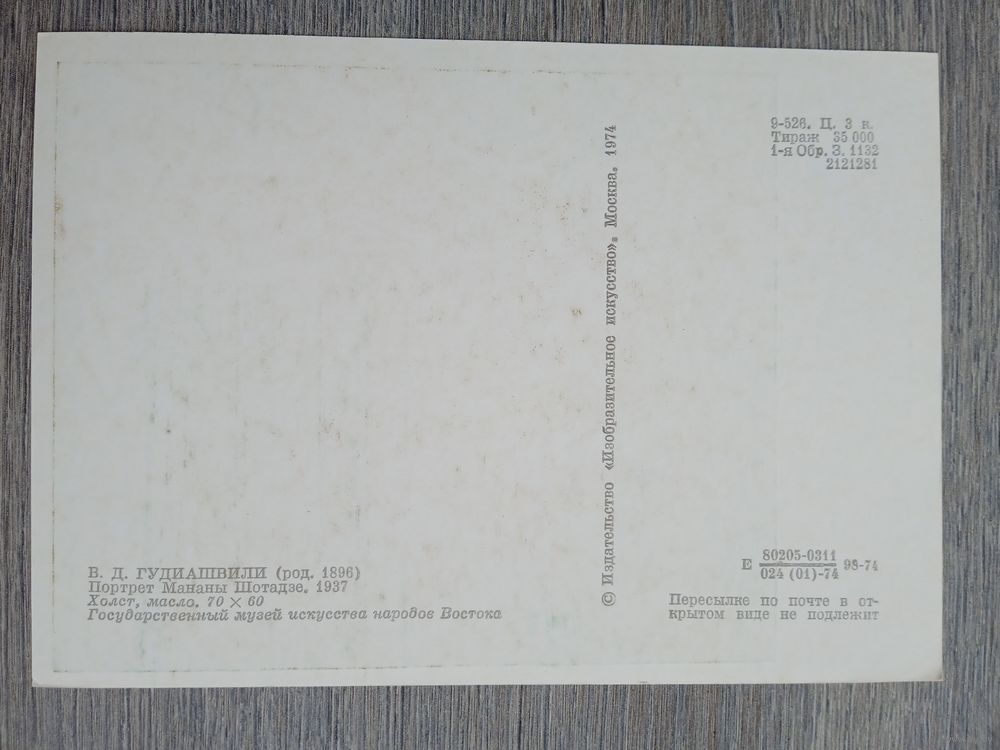 9-526. Ц. 3 к.
Тираж 35 000
1-я Обр. З. 1132
2121281
© Издательство «Изобразительное искусство». Москва. 1974
В. Д. ГУДИАШВИЛИ (род. 1896)
Портрет Мананы Шотадзе. 1937
Холст, масло. 70 × 60
Государственный музей искусства народов Востока
Е 80205-0311 98-74
024 (01)-74
Пересылке по почте в от-
крытом виде не подлежит